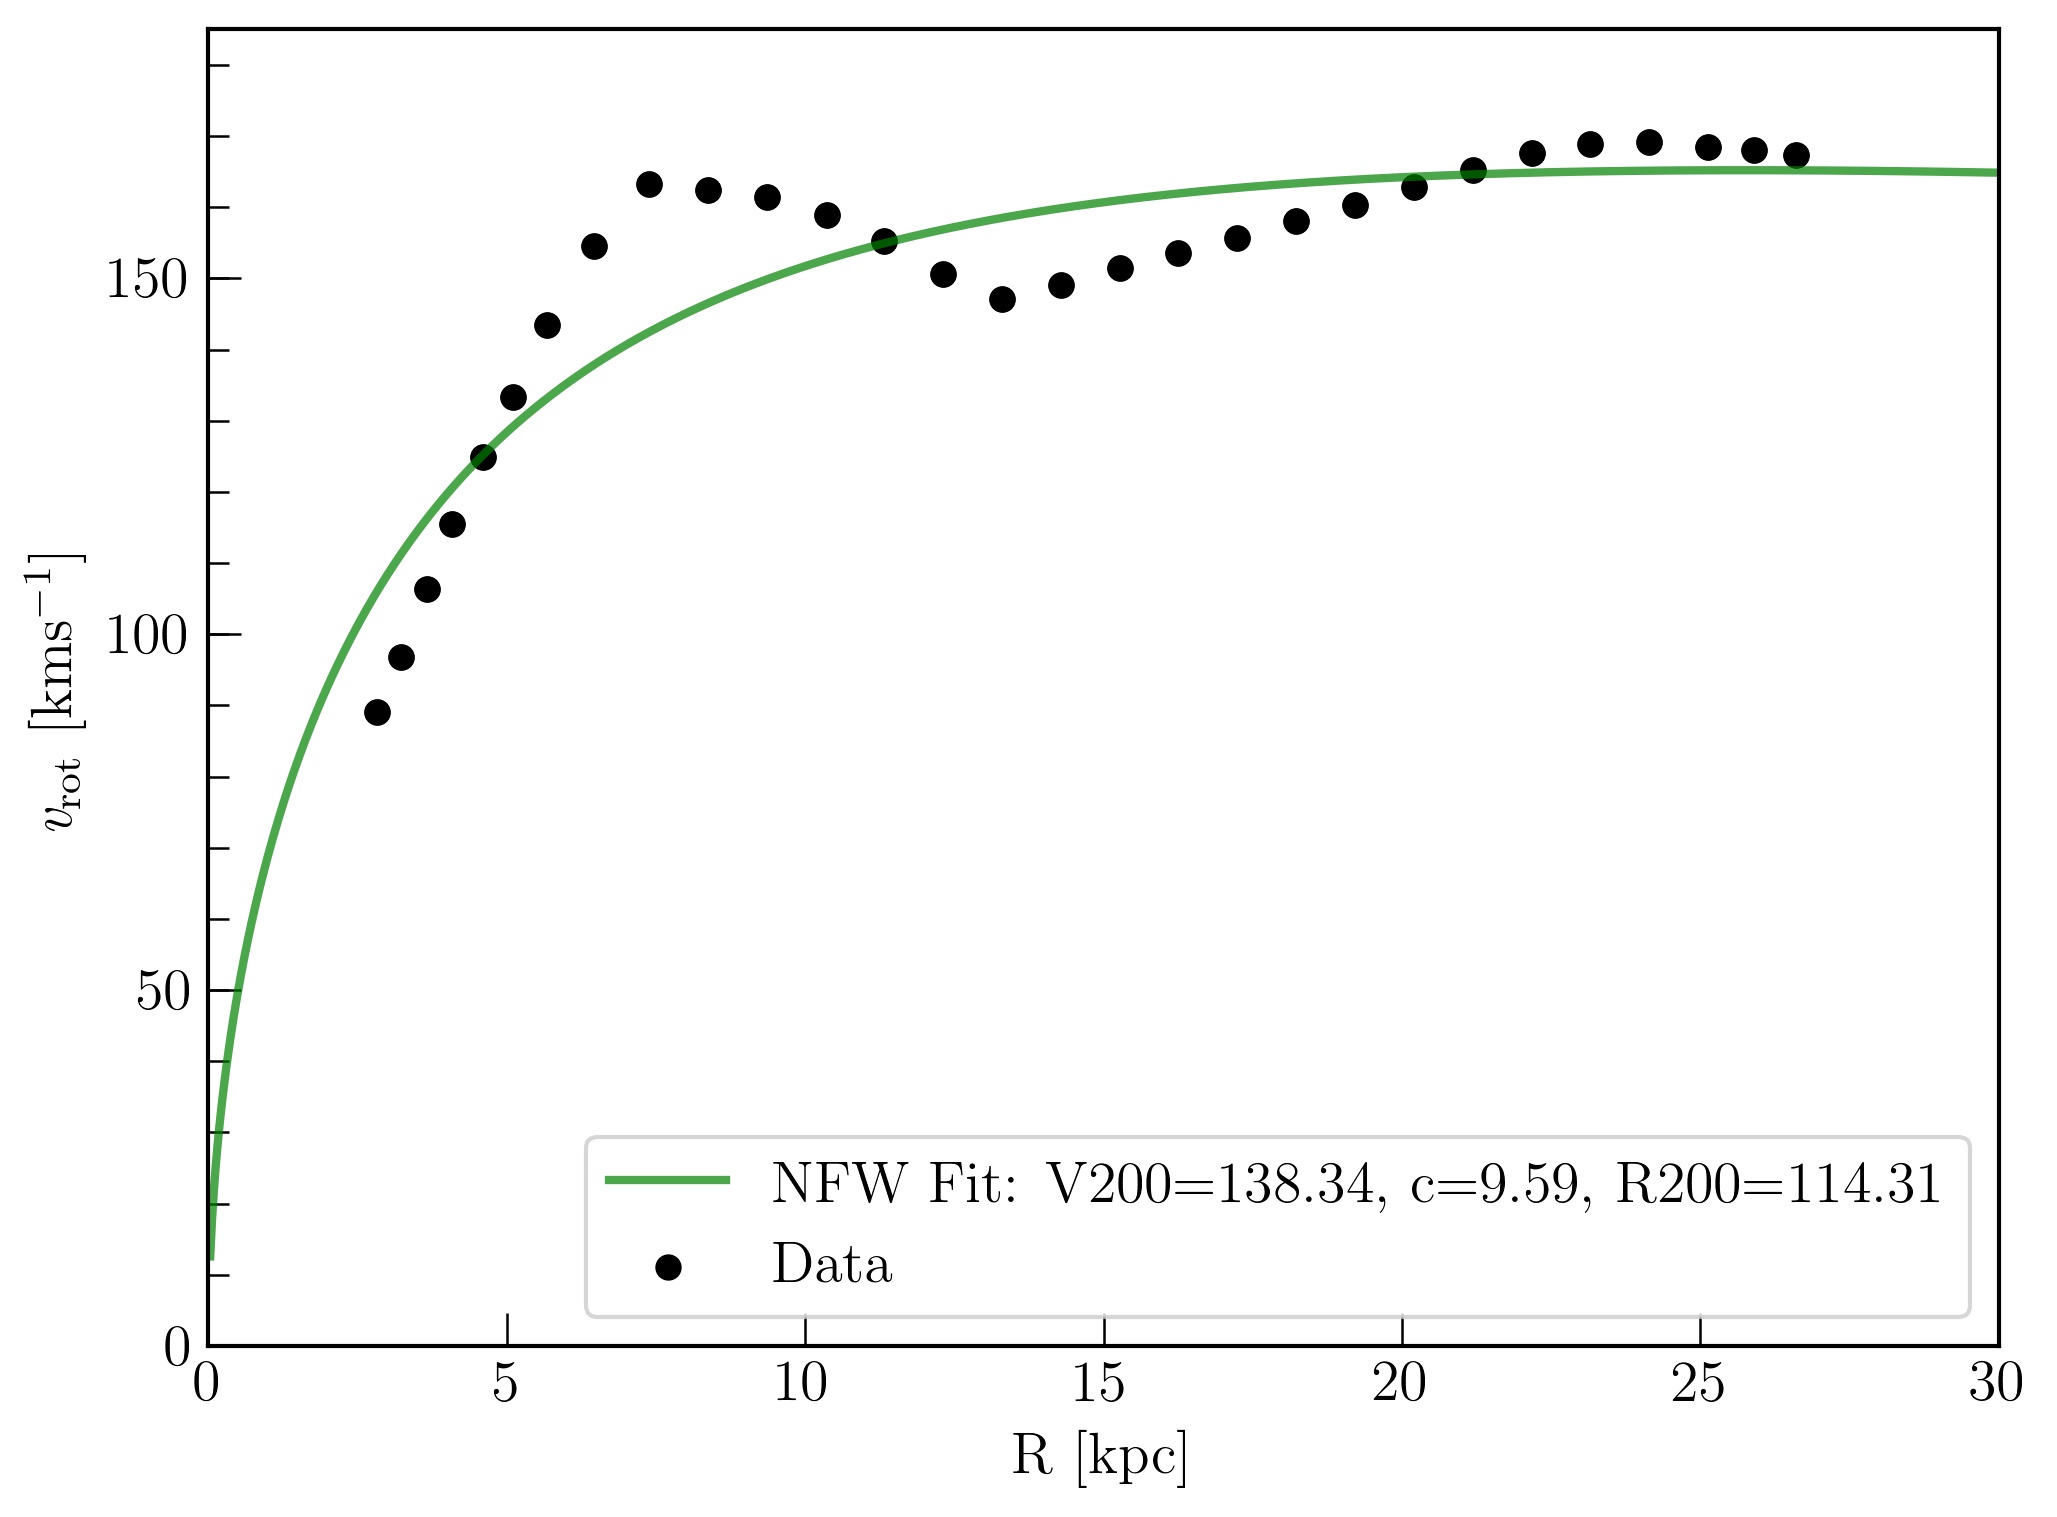 150
100
50
0
v_rot [kms^−1]
NFW Fit: V200=138.34, c=9.59, R200=114.31
Data
0 5 10 15 20 25 30
R [kpc]